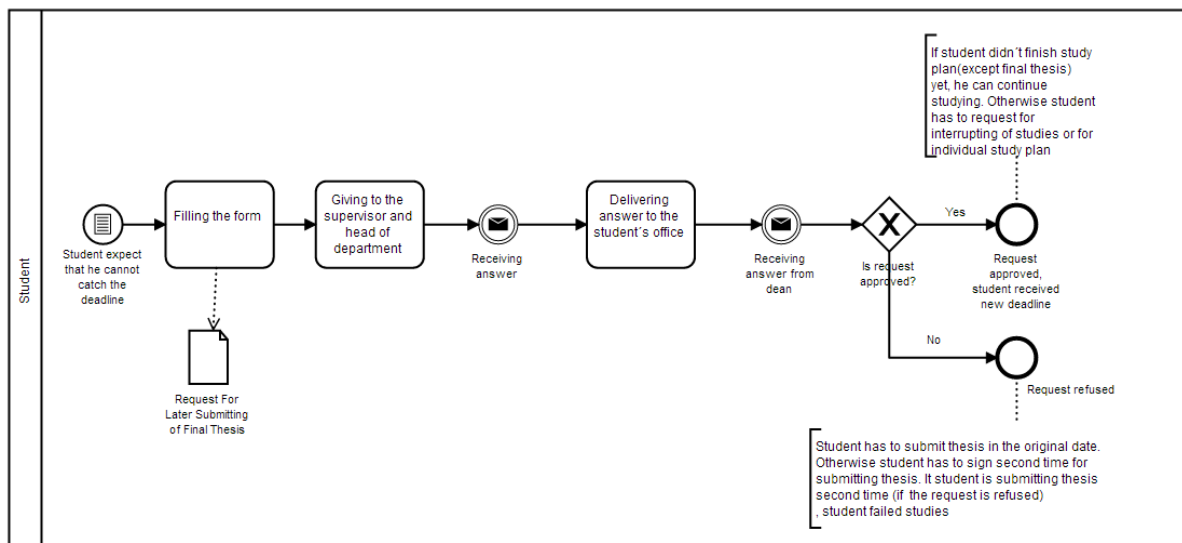 Student
Student expect
that he cannot
catch the
deadline
Filling the form
Request For
Later Submitting
of Final Thesis
Giving to the
supervisor and
head of
department
Receiving
answer
Delivering
answer to the
student´s office
Receiving
answer from
dean
Is request
approved?
Yes
No
If student didn´t finish study
plan(except final thesis)
yet, he can continue
studying. Otherwise student
has to request for
interrupting of studies or for
individual study plan
Request
approved,
student received
new deadline
Request refused
Student has to submit thesis in the original date.
Otherwise student has to sign second time for
submitting thesis. It student is submitting thesis
second time (if the request is refused)
, student failed studies